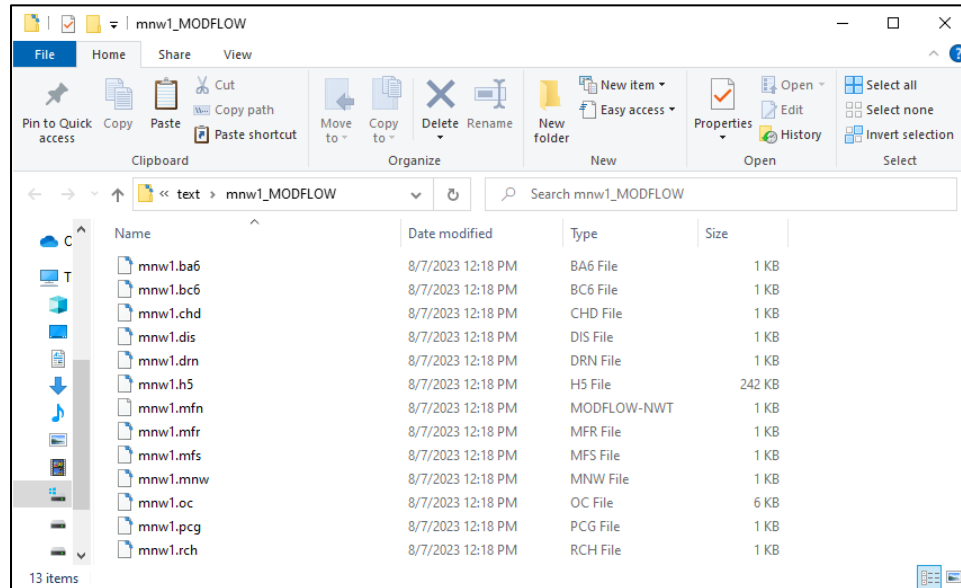 mnw1_MODFLOW
File Home Share View
Pin to Quick access
Copy
Paste
Cut
Copy path
Paste shortcut
Clipboard
Move to
Copy to
Delete
Rename
Organize
New folder
New item
Easy access
New
Properties
Open
Edit
History
Open
Select all
Select none
Invert selection
Select
« text › mnw1_MODFLOW
Search mnw1_MODFLOW
Name Date modified Type Size
mnw1.ba6 8/7/2023 12:18 PM BA6 File 1 KB
mnw1.bc6 8/7/2023 12:18 PM BC6 File 1 KB
mnw1.chd 8/7/2023 12:18 PM CHD File 1 KB
mnw1.dis 8/7/2023 12:18 PM DIS File 1 KB
mnw1.drn 8/7/2023 12:18 PM DRN File 1 KB
mnw1.h5 8/7/2023 12:18 PM H5 File 242 KB
mnw1.mfn 8/7/2023 12:18 PM MODFLOW-NWT 1 KB
mnw1.mfr 8/7/2023 12:18 PM MFR File 1 KB
mnw1.mfs 8/7/2023 12:18 PM MFS File 1 KB
mnw1.mnw 8/7/2023 12:18 PM MNW File 1 KB
mnw1.oc 8/7/2023 12:18 PM OC File 6 KB
mnw1.pcg 8/7/2023 12:18 PM PCG File 1 KB
mnw1.rch 8/7/2023 12:18 PM RCH File 1 KB
13 items